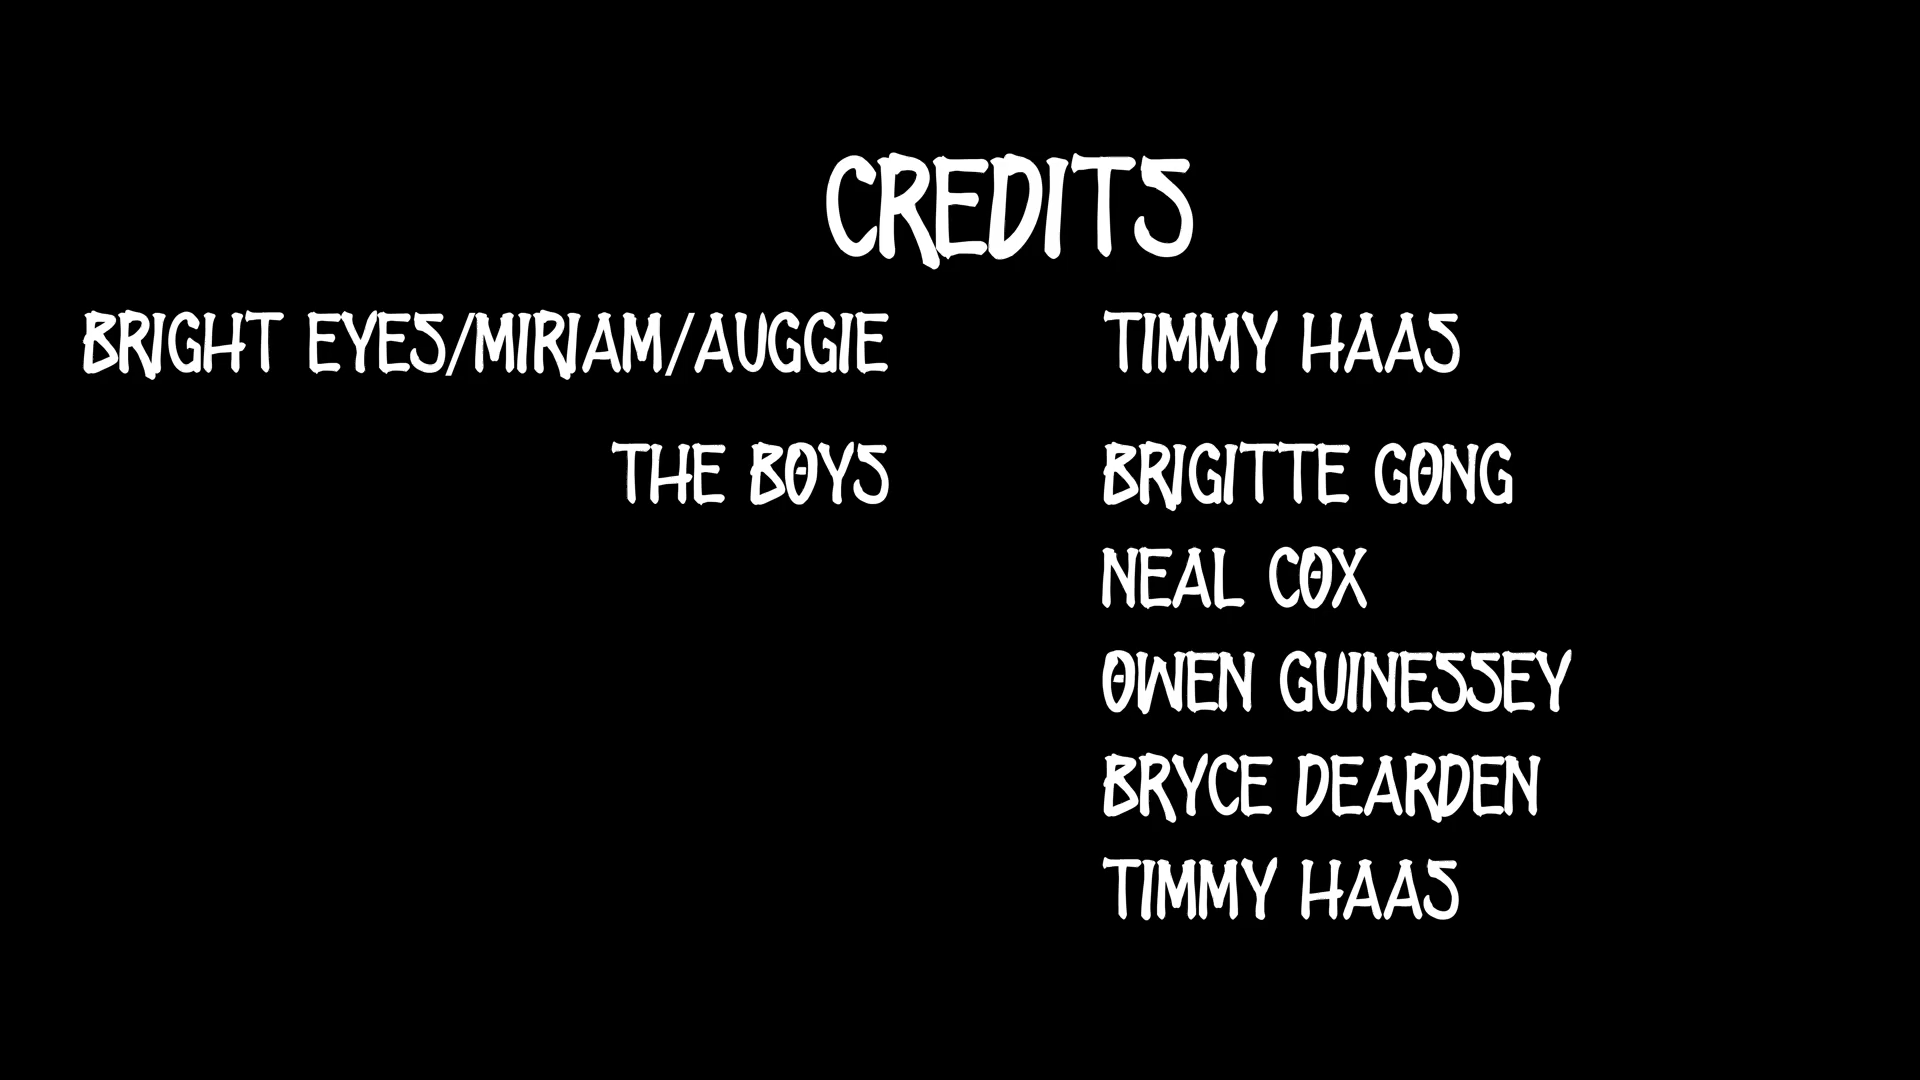 CREDITS
BRIGHT EYES/MIRIAM/AUGGIE TIMMY HAAS
THE BOYS BRIGITTE GONG
NEAL COX
OWEN GUINESSEY
BRYCE DEARDEN
TIMMY HAAS